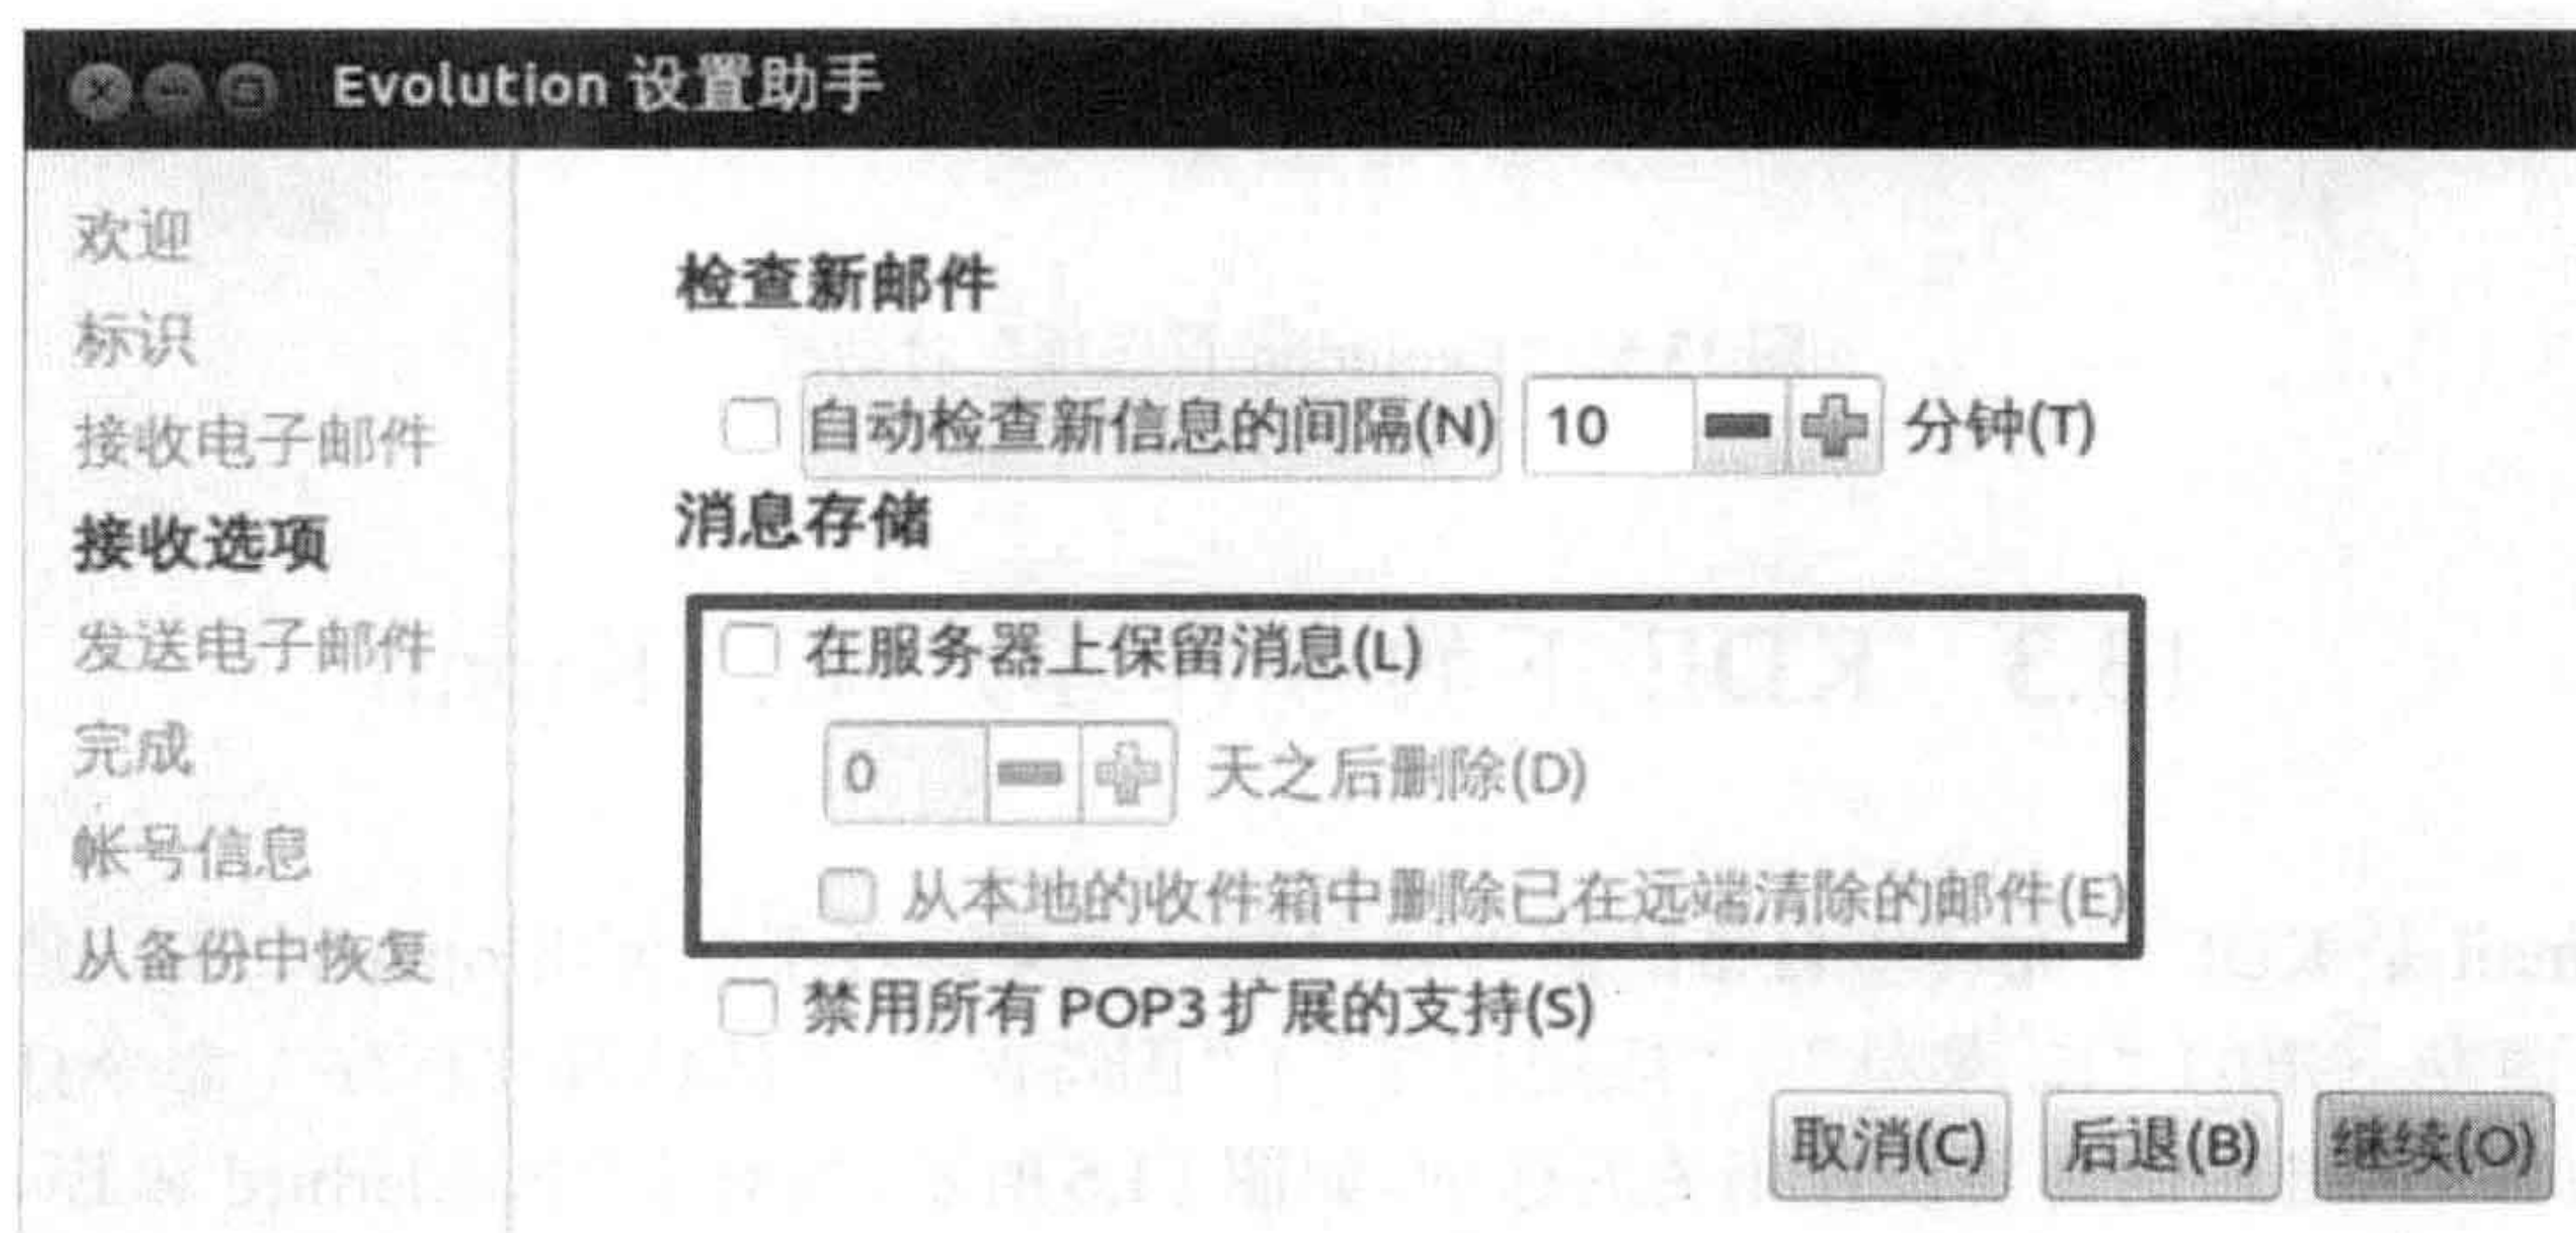 Evolution 设置助手
欢迎
标识
接收电子邮件
接收选项
发送电子邮件
完成
帐号信息
从备份中恢复
检查新邮件
自动检查新信息的间隔(N) 10 分钟(T)
消息存储
在服务器上保留消息(L)
0 天之后删除(D)
从本地的收件箱中删除已在远端清除的邮件(E)
禁用所有 POP3 扩展的支持(S)
取消(C) 后退(B) 继续(O)